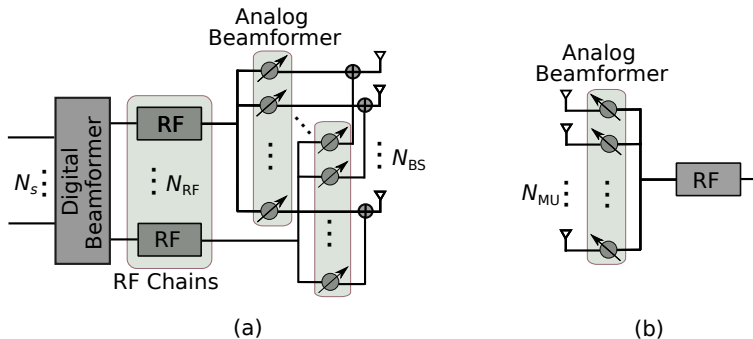 Analog
Beamformer
Digital
Beamformer
N_s
RF
N_RF
RF
RF Chains
N_BS
(a)
Analog
Beamformer
N_MU
RF
(b)